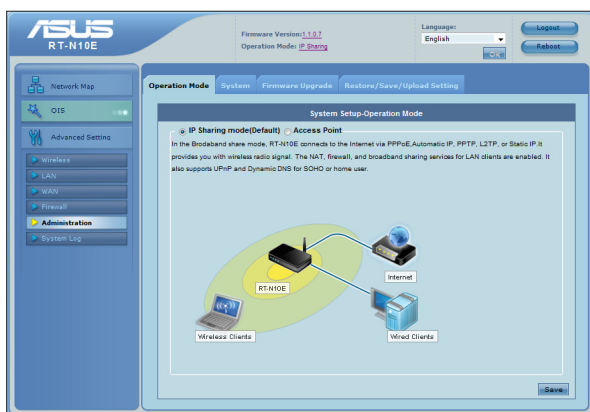 ASUS
RT-N10E
Firmware Version:1.1.0.7
Operation Mode: IP Sharing
Language:
English
OK
Logout
Reboot
Network Map
OIS
Advanced Setting
Wireless
LAN
WAN
Firewall
Administration
System Log
Operation Mode
System
Firmware Upgrade
Restore/Save/Upload Setting
System Setup-Operation Mode
IP Sharing mode(Default) Access Point
In the Brodaband share mode, RT-N10E connects to the Internet via PPPoE,Automatic IP, PPTP, L2TP, or Static IP.It
provides you with wireless radio signal. The NAT, firewall, and broadband sharing services for LAN clients are enabled. It
also supports UPnP and Dynamic DNS for SOHO or home user.
Internet
RT-N10E
Wireless Clients
Wired Clients
Save